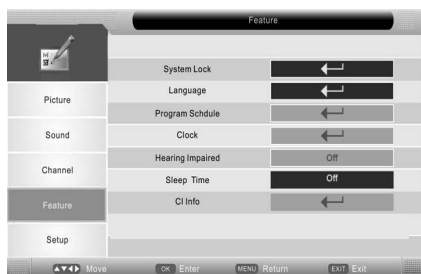 Feature
System Lock
Language
Picture
Program Schdule
Sound
Clock
Hearing Impaired Off
Channel
Sleep Time Off
Feature
CI Info
Setup
Move OK Enter MENU Return EXIT Exit